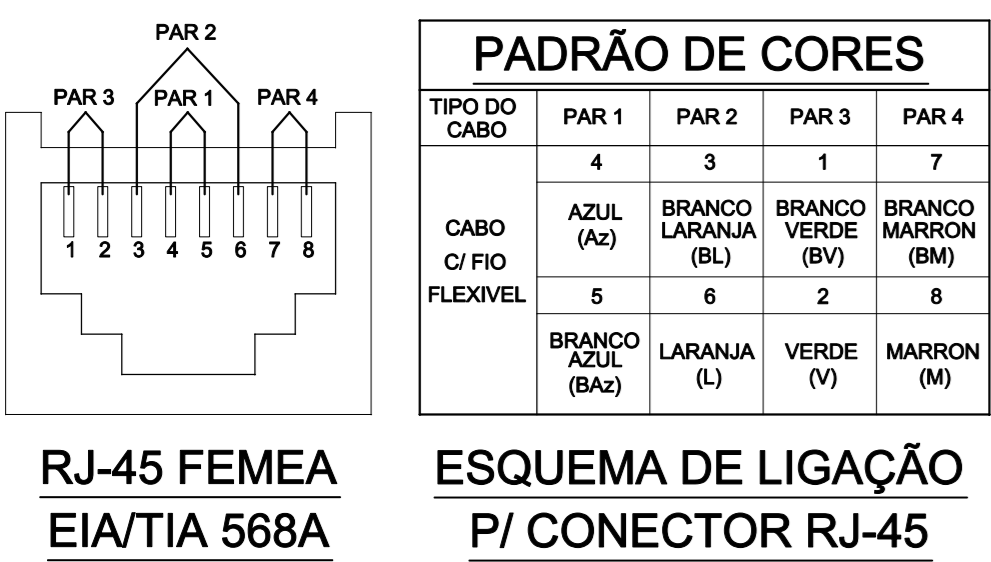 PAR 2
PAR 3
PAR 1
PAR 4
1 2 3 4 5 6 7 8
RJ-45 FEMEA
EIA/TIA 568A
PADRÃO DE CORES
TIPO DO
CABO
PAR 1
PAR 2
PAR 3
PAR 4
CABO
C/ FIO
FLEXIVEL
4
3
1
7
AZUL
(Az)
BRANCO
LARANJA
(BL)
BRANCO
VERDE
(BV)
BRANCO
MARRON
(BM)
5
6
2
8
BRANCO
AZUL
(BAz)
LARANJA
(L)
VERDE
(V)
MARRON
(M)
ESQUEMA DE LIGAÇÃO
P/ CONECTOR RJ-45